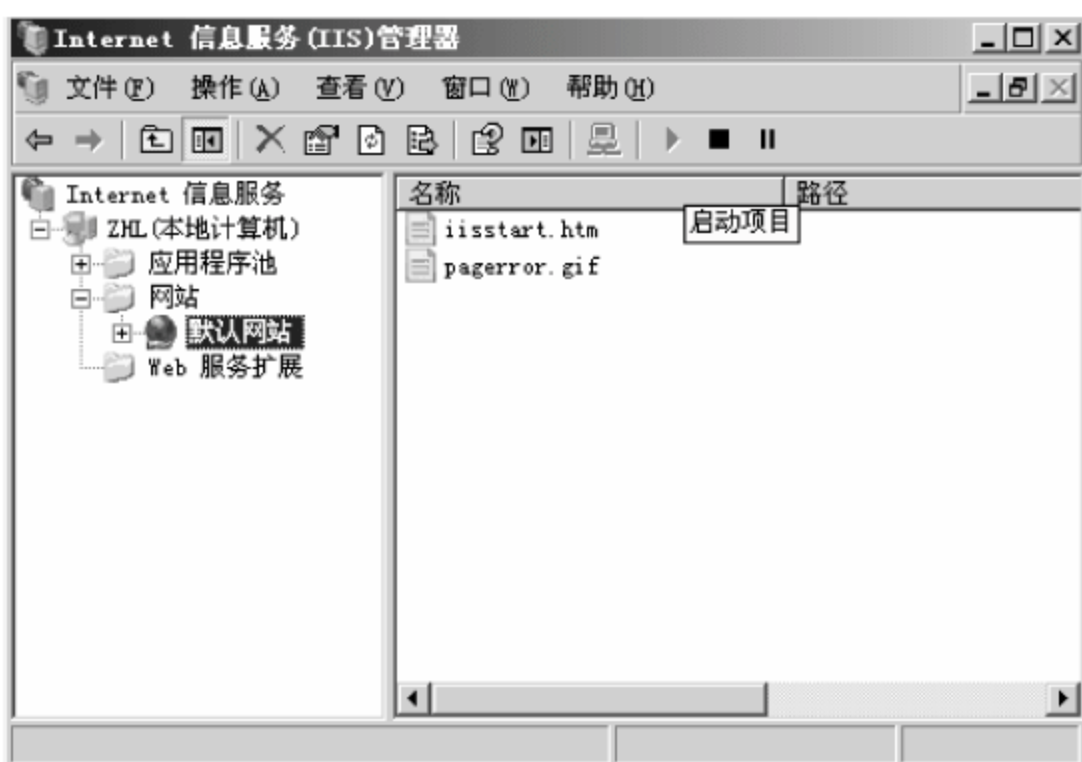 Internet 信息服务(IIS)管理器
文件(F) 操作(A) 查看(V) 窗口(W) 帮助(H)
Internet 信息服务
ZHL(本地计算机)
应用程序池
网站
默认网站
Web 服务扩展
名称 路径
启动项目
iisstart.htm
pagerror.gif